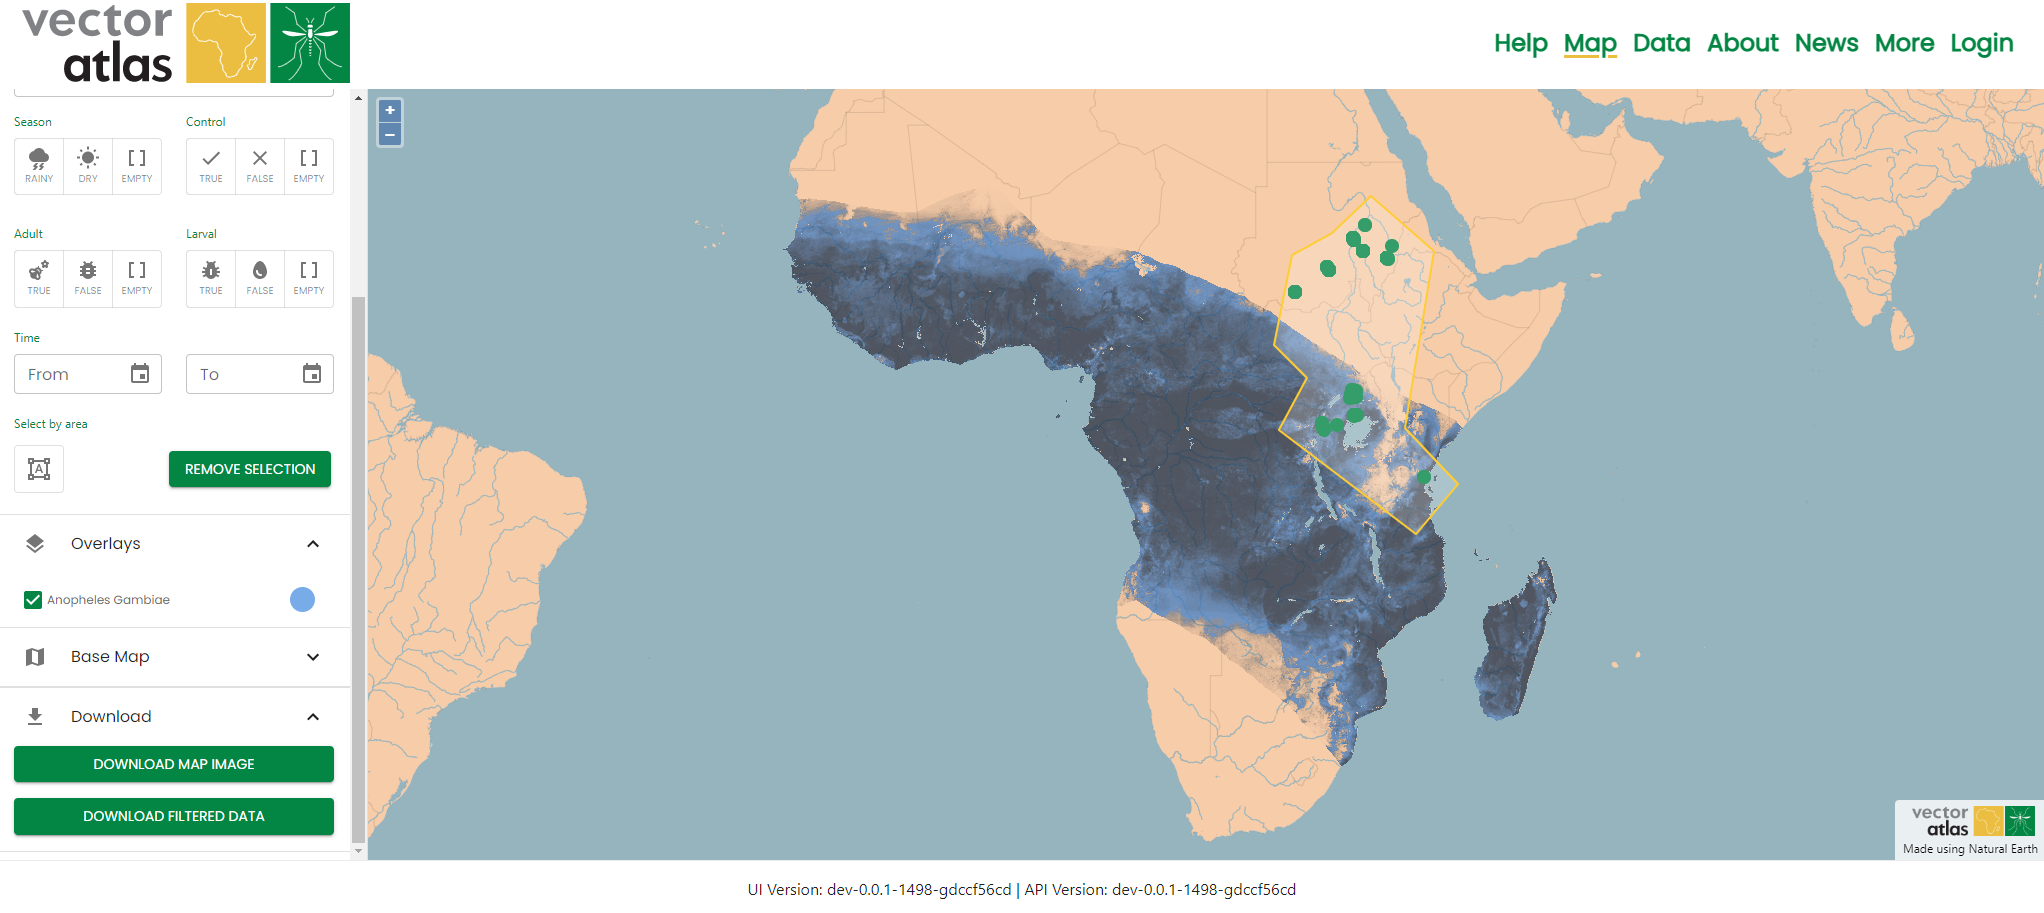 vector
atlas
Help Map Data About News More Login
Season Control
RAINY DRY EMPTY TRUE FALSE EMPTY
Adult Larval
TRUE FALSE EMPTY TRUE FALSE EMPTY
Time
From To
Select by area
A REMOVE SELECTION
Overlays
Anopheles Gambiae
Base Map
Download
DOWNLOAD MAP IMAGE
DOWNLOAD FILTERED DATA
+
−
vector
atlas
Made using Natural Earth
UI Version: dev-0.0.1-1498-gdccf56cd | API Version: dev-0.0.1-1498-gdccf56cd